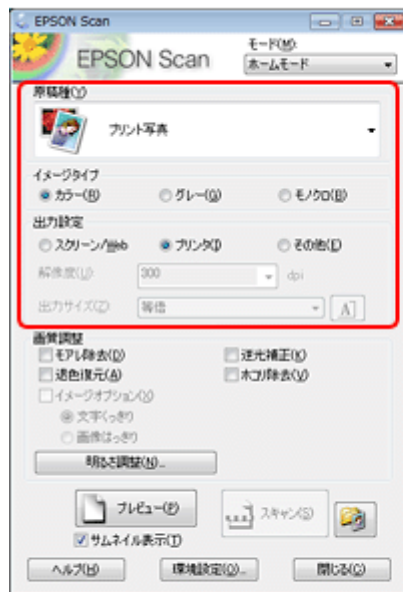 EPSON Scan
EPSON Scan
モード(M):
ホームモード
原稿種(Y)
プリント写真
イメージタイプ
カラー(R) グレー(G) モノクロ(B)
出力設定
スクリーン/Web プリンタ(I) その他(E)
解像度(U): 300 dpi
出力サイズ(Z): 等倍
画質調整
モアレ除去(D) 逆光補正(K)
退色復元(A) ホコリ除去(V)
イメージオプション(X)
文字くっきり
画像はっきり
明るさ調整(N)...
プレビュー(P) スキャン(S)
サムネイル表示(T)
ヘルプ(H) 環境設定(O)... 閉じる(C)